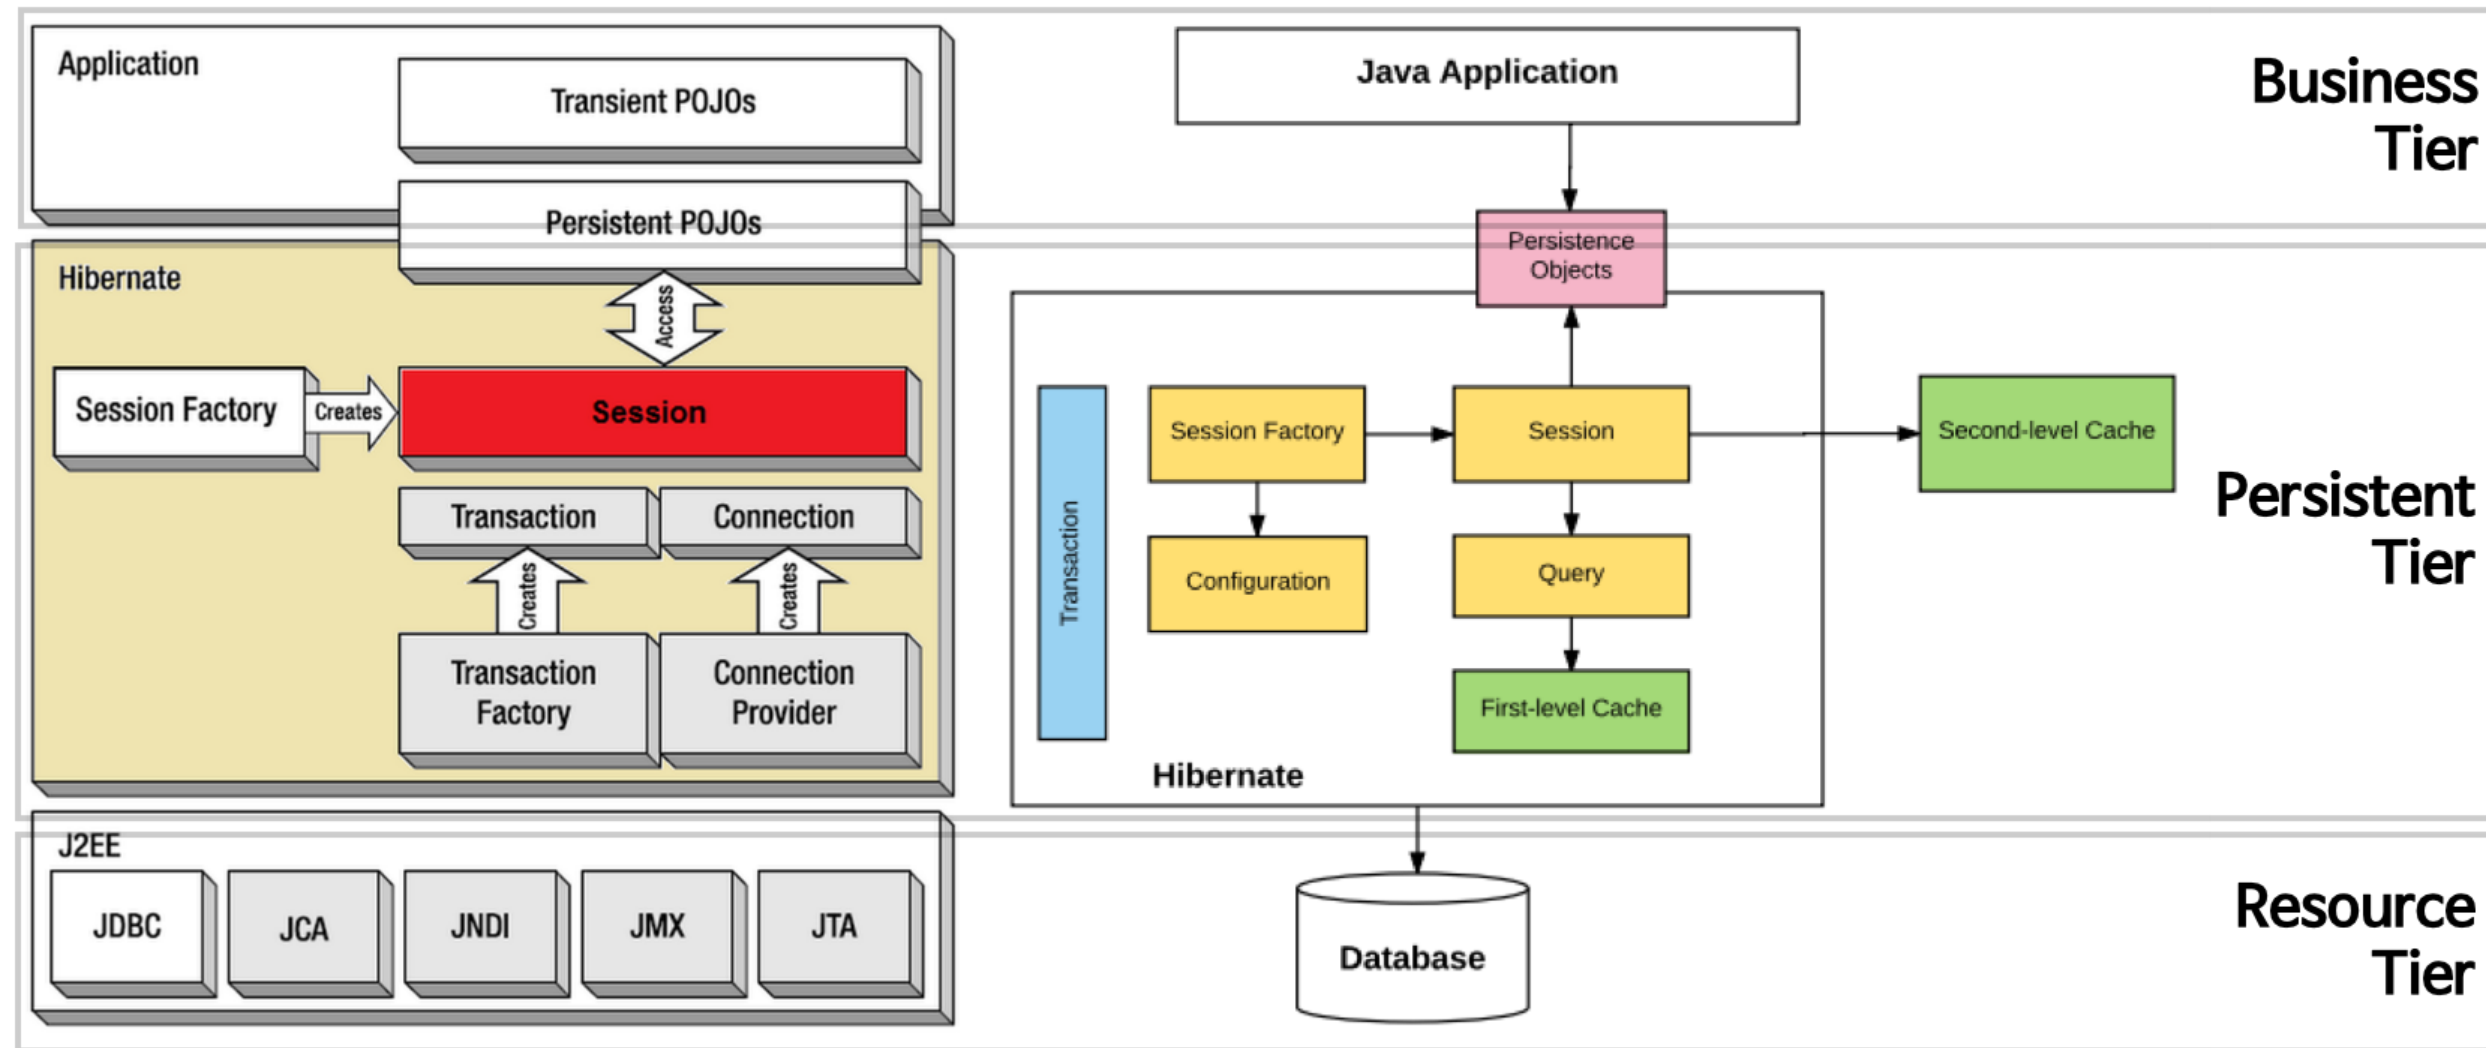 Application
Transient POJOs
Persistent POJOs
Hibernate
Access
Session Factory
Creates
Session
Transaction
Connection
Creates
Creates
Transaction
Factory
Connection
Provider
J2EE
JDBC
JCA
JNDI
JMX
JTA
Java Application
Persistence
Objects
Transaction
Session Factory
Session
Second-level Cache
Configuration
Query
First-level Cache
Hibernate
Database
Business
Tier
Persistent
Tier
Resource
Tier